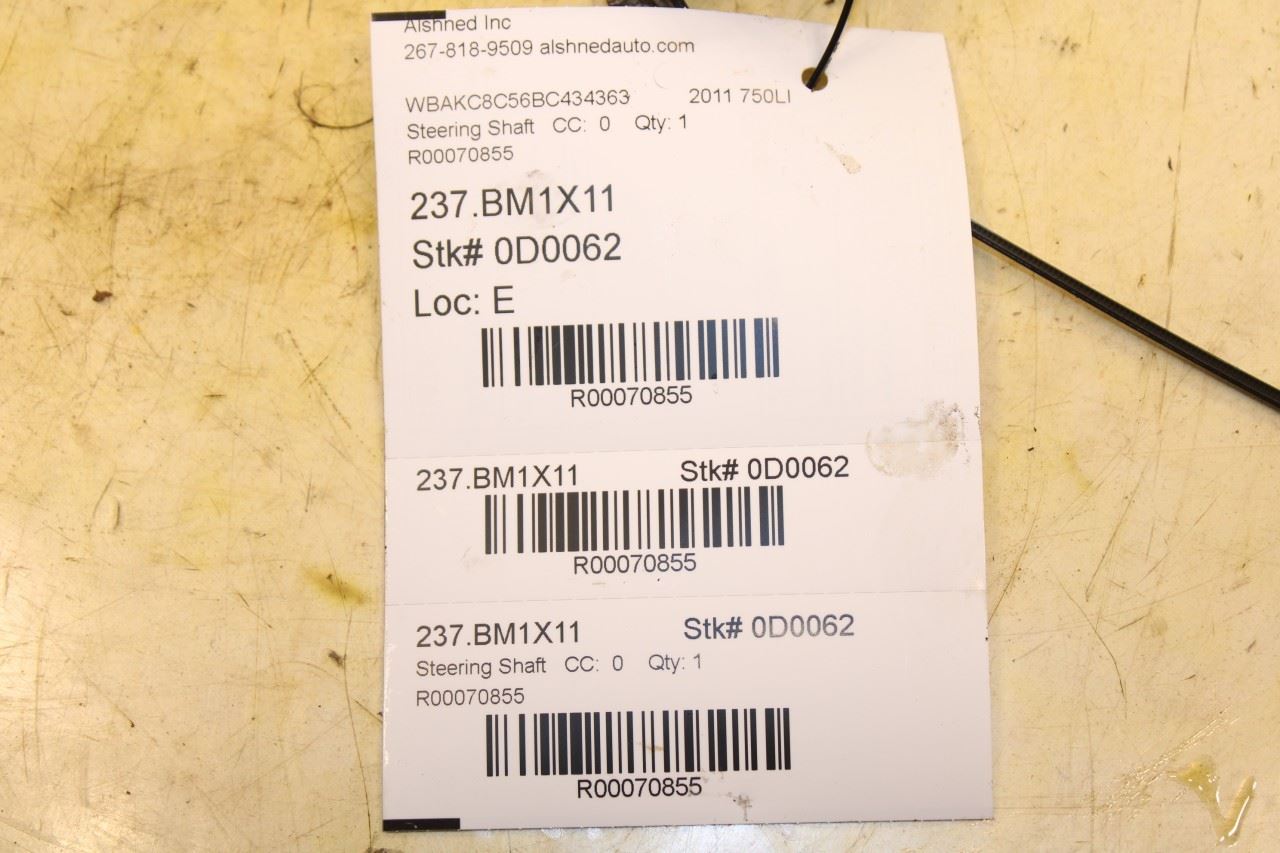 Alshned Inc
267-818-9509 alshnedauto.com
WBAKC8C56BC434363 2011 750LI
Steering Shaft CC: 0 Qty: 1
R00070855
237.BM1X11
Stk# 0D0062
Loc: E
R00070855
237.BM1X11 Stk# 0D0062
R00070855
237.BM1X11 Stk# 0D0062
Steering Shaft CC: 0 Qty: 1
R00070855
R00070855